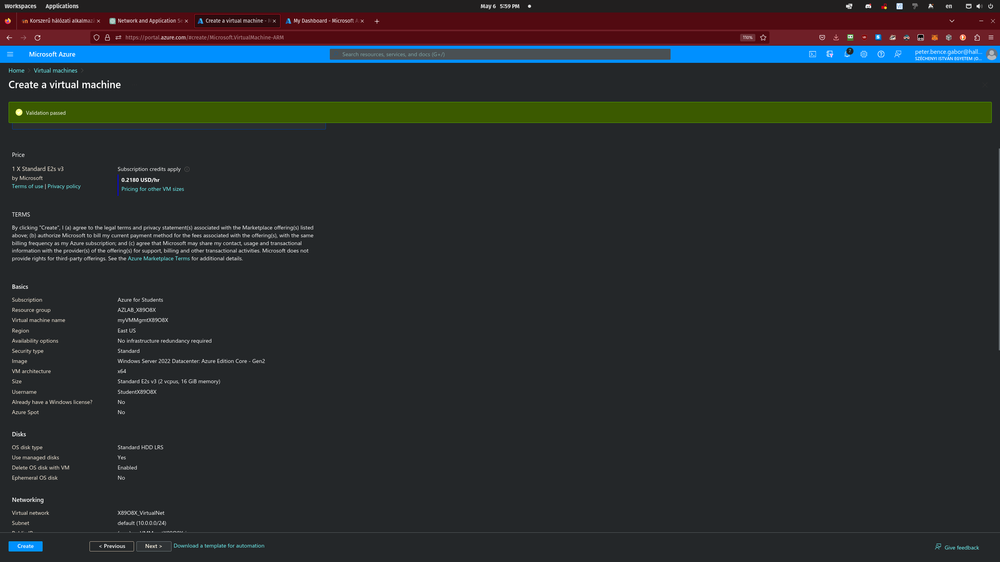 Workspaces Applications May 6 5:59 PM en
Korszerű hálózati alkalmazá Network and Application Se Create a virtual machine - M My Dashboard - Microsoft Az
https://portal.azure.com/#create/Microsoft.VirtualMachine-ARM 110%
Microsoft Azure Search resources, services, and docs (G+/) 7 peter.bence.gabor@hall...
SZÉCHENYI ISTVÁN EGYETEM (O...
Home Virtual machines
Create a virtual machine
Validation passed
Price
1 X Standard E2s v3 Subscription credits apply
by Microsoft 0.2180 USD/hr
Terms of use | Privacy policy Pricing for other VM sizes
TERMS
By clicking "Create", I (a) agree to the legal terms and privacy statement(s) associated with the Marketplace offering(s) listed
above; (b) authorize Microsoft to bill my current payment method for the fees associated with the offering(s), with the same
billing frequency as my Azure subscription; and (c) agree that Microsoft may share my contact, usage and transactional
information with the provider(s) of the offering(s) for support, billing and other transactional activities. Microsoft does not
provide rights for third-party offerings. See the Azure Marketplace Terms for additional details.
Basics
Subscription Azure for Students
Resource group AZLAB_X89O8X
Virtual machine name myVMMgmtX89O8X
Region East US
Availability options No infrastructure redundancy required
Security type Standard
Image Windows Server 2022 Datacenter: Azure Edition Core - Gen2
VM architecture x64
Size Standard E2s v3 (2 vcpus, 16 GiB memory)
Username StudentX89O8X
Already have a Windows license? No
Azure Spot No
Disks
OS disk type Standard HDD LRS
Use managed disks Yes
Delete OS disk with VM Enabled
Ephemeral OS disk No
Networking
Virtual network X89O8X_VirtualNet
Subnet default (10.0.0.0/24)
Create < Previous Next > Download a template for automation Give feedback